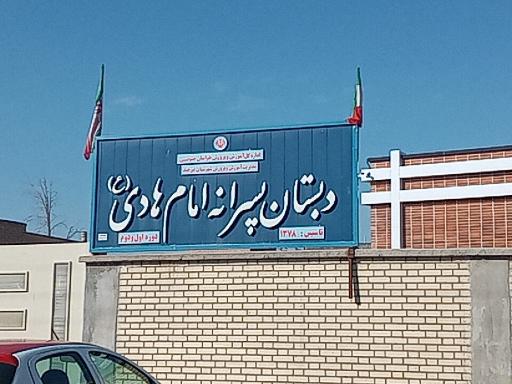 اداره کل آموزش و پرورش خراسان جنوبی
مدیریت آموزش و پرورش شهرستان بیرجند
دبستان پسرانه امام هادی (ع)
تاسیس : ۱۳۷۸
دوره اول و دوم